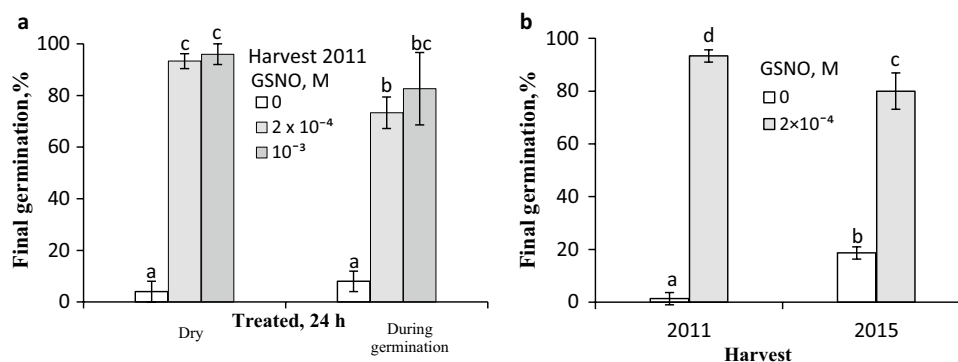 a
Final germination,%
100
80
60
40
20
0
Harvest 2011
GSNO, M
0
2 x 10⁻⁴
10⁻³
a
c
c
a
b
bc
Dry
Treated, 24 h
During
germination
b
Final germination,%
100
80
60
40
20
0
GSNO, M
0
2×10⁻⁴
a
d
b
c
2011
2015
Harvest